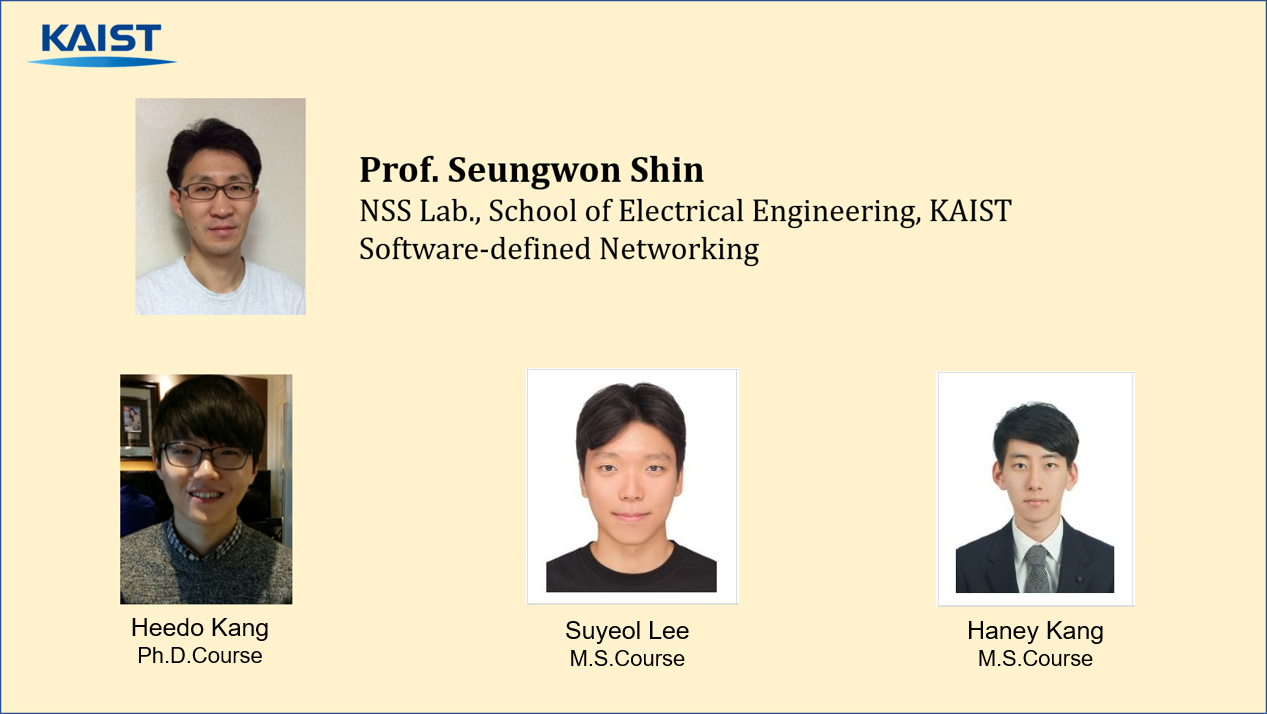 KAIST
Prof. Seungwon Shin
NSS Lab., School of Electrical Engineering, KAIST
Software-defined Networking
Heedo Kang
Ph.D.Course
Suyeol Lee
M.S.Course
Haney Kang
M.S.Course